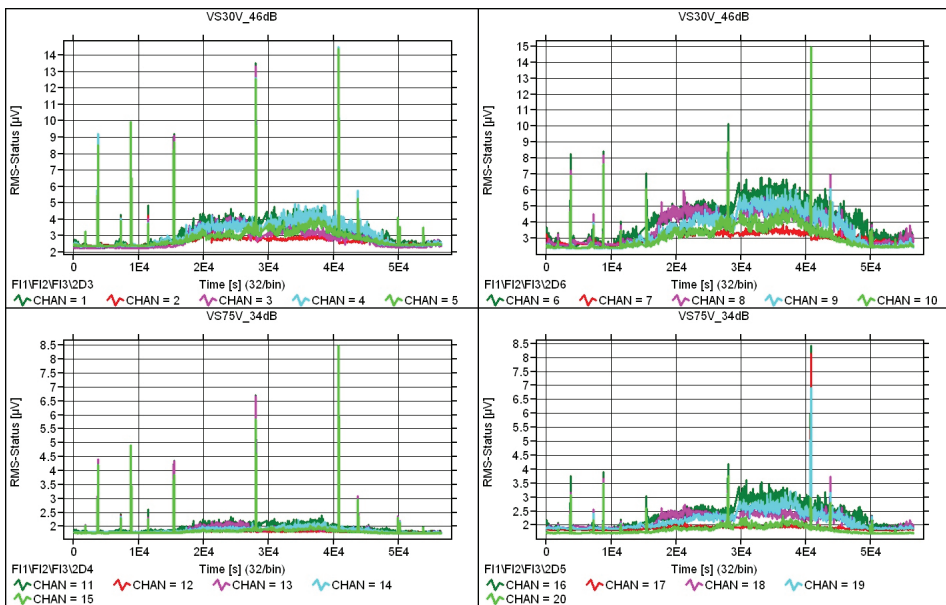 VS30V_46dB
RMS-Status [µV]
14
13
12
11
10
9
8
7
6
5
4
3
2
0 1E4 2E4 3E4 4E4 5E4
FI1\FI2\FI3\2D3 Time [s] (32/bin)
CHAN = 1 CHAN = 2 CHAN = 3 CHAN = 4 CHAN = 5
VS30V_46dB
RMS-Status [µV]
15
14
13
12
11
10
9
8
7
6
5
4
3
0 1E4 2E4 3E4 4E4 5E4
FI1\FI2\FI3\2D6 Time [s] (32/bin)
CHAN = 6 CHAN = 7 CHAN = 8 CHAN = 9 CHAN = 10
VS75V_34dB
RMS-Status [µV]
8.5
8
7.5
7
6.5
6
5.5
5
4.5
4
3.5
3
2.5
2
0 1E4 2E4 3E4 4E4 5E4
FI1\FI2\FI3\2D4 Time [s] (32/bin)
CHAN = 11 CHAN = 12 CHAN = 13 CHAN = 14
CHAN = 15
VS75V_34dB
RMS-Status [µV]
8.5
8
7.5
7
6.5
6
5.5
5
4.5
4
3.5
3
2.5
2
0 1E4 2E4 3E4 4E4 5E4
FI1\FI2\FI3\2D5 Time [s] (32/bin)
CHAN = 16 CHAN = 17 CHAN = 18 CHAN = 19
CHAN = 20